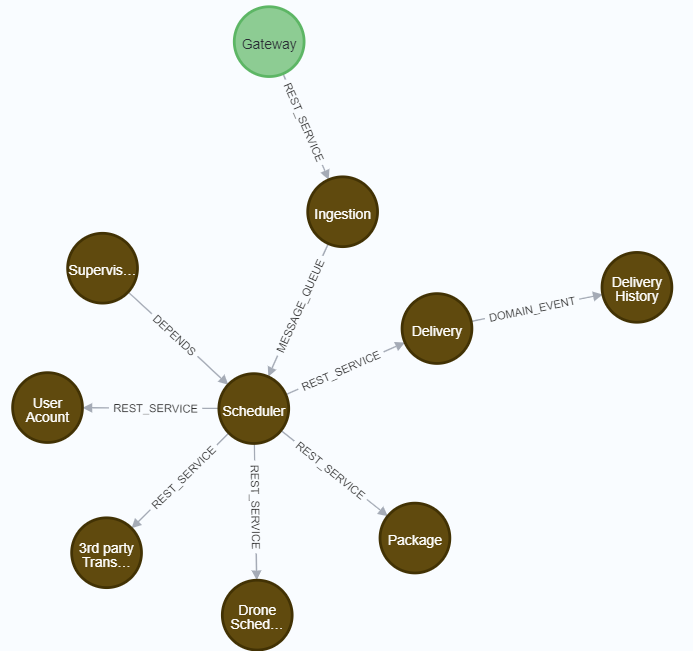 Gateway
REST_SERVICE
Ingestion
MESSAGE_QUEUE
Supervis...
DEPENDS
Delivery
History
DOMAIN_EVENT
Delivery
REST_SERVICE
User
Acount
REST_SERVICE
Scheduler
REST_SERVICE
REST_SERVICE
REST_SERVICE
3rd party
Trans...
Package
Drone
Sched...